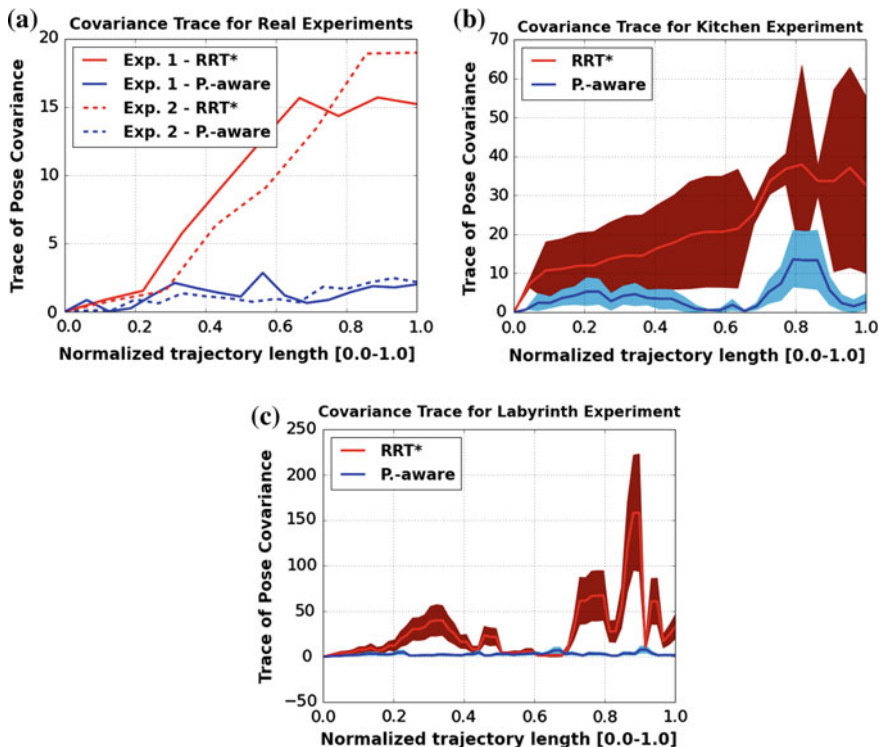 (a)
Covariance Trace for Real Experiments
20
15
10
5
0
Exp. 1 - RRT*
Exp. 1 - P.-aware
Exp. 2 - RRT*
Exp. 2 - P.-aware
Trace of Pose Covariance
0.0 0.2 0.4 0.6 0.8 1.0
Normalized trajectory length [0.0-1.0]
(b)
Covariance Trace for Kitchen Experiment
70
60
50
40
30
20
10
0
RRT*
P.-aware
Trace of Pose Covariance
0.0 0.2 0.4 0.6 0.8 1.0
Normalized trajectory length [0.0-1.0]
(c)
Covariance Trace for Labyrinth Experiment
250
200
150
100
50
0
−50
RRT*
P.-aware
Trace of Pose Covariance
0.0 0.2 0.4 0.6 0.8 1.0
Normalized trajectory length [0.0-1.0]